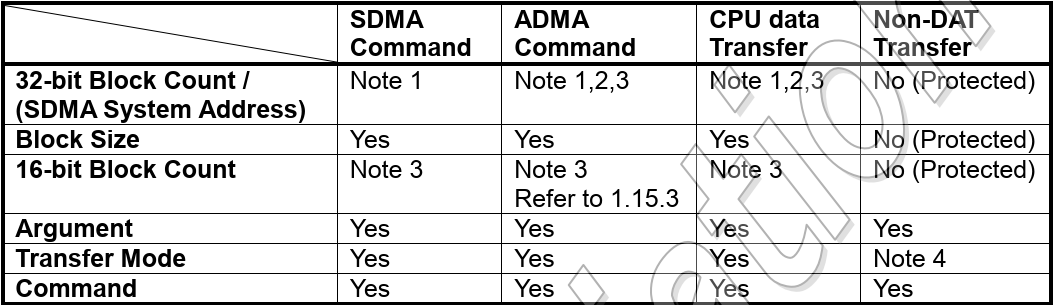 SDMA Command ADMA Command CPU data Transfer Non-DAT Transfer
32-bit Block Count / (SDMA System Address) Note 1 Note 1,2,3 Note 1,2,3 No (Protected)
Block Size Yes Yes Yes No (Protected)
16-bit Block Count Note 3 Note 3 Refer to 1.15.3 Note 3 No (Protected)
Argument Yes Yes Yes Yes
Transfer Mode Yes Yes Yes Note 4
Command Yes Yes Yes Yes